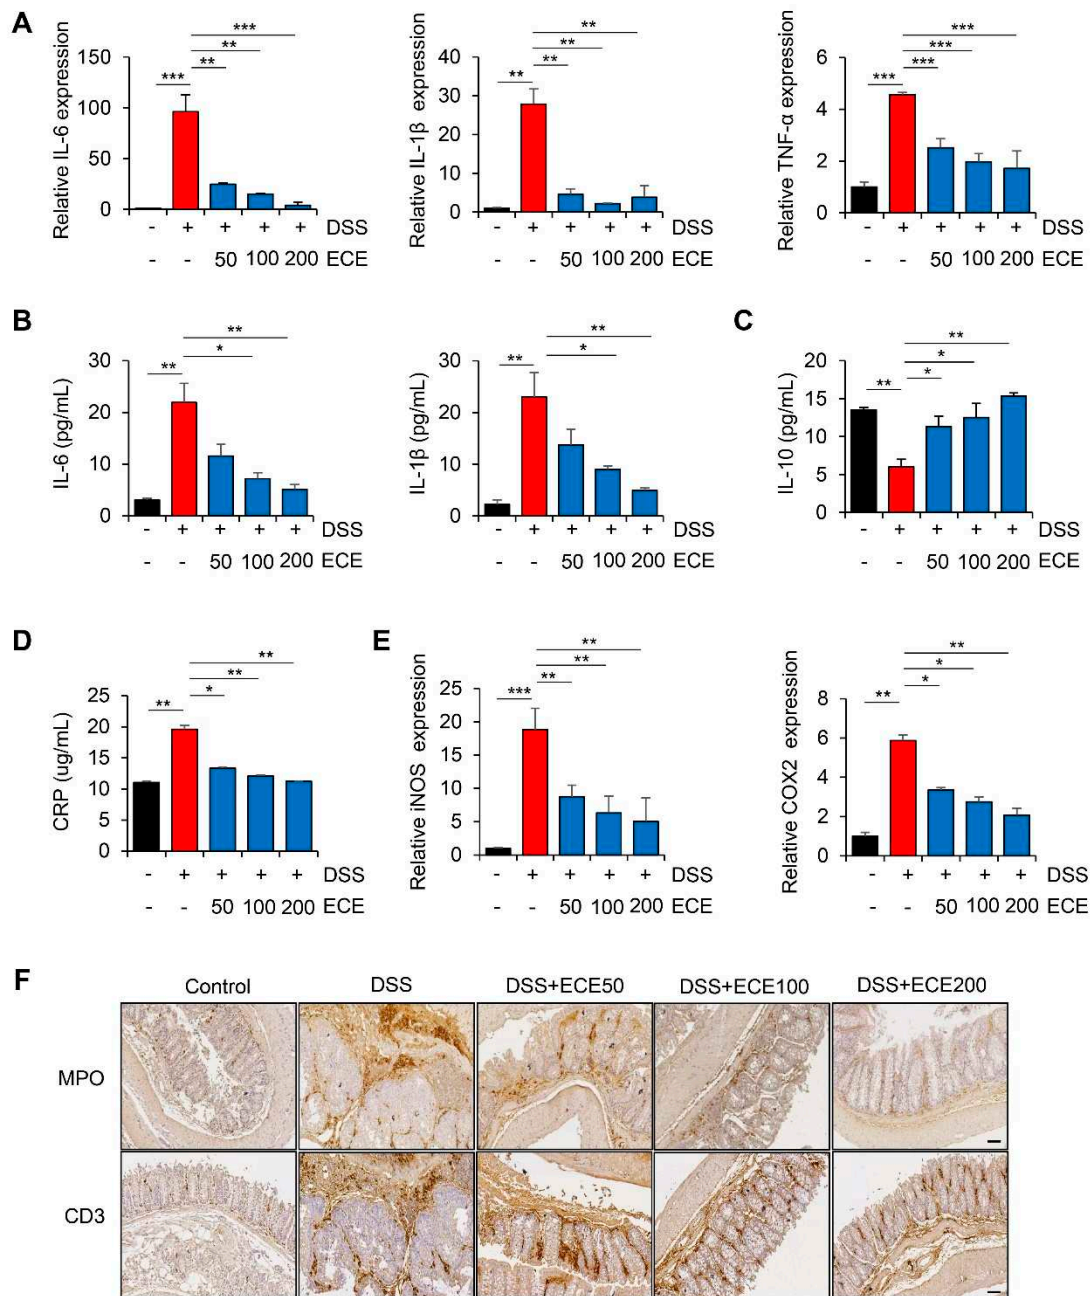 A
Relative IL-6 expression
150
100
50
0
***
**
**
***
- + + + + DSS
- - 50 100 200 ECE
Relative IL-1β expression
40
30
20
10
0
**
**
**
**
- + + + + DSS
- - 50 100 200 ECE
Relative TNF-α expression
6
4
2
0
***
***
***
***
- + + + + DSS
- - 50 100 200 ECE
B
IL-6 (pg/mL)
30
20
10
0
**
*
**
- + + + + DSS
- - 50 100 200 ECE
IL-1β (pg/mL)
30
20
10
0
**
*
**
- + + + + DSS
- - 50 100 200 ECE
C
IL-10 (pg/mL)
20
15
10
5
0
**
*
*
**
- + + + + DSS
- - 50 100 200 ECE
D
CRP (ug/mL)
25
20
15
10
5
0
**
*
**
**
- + + + + DSS
- - 50 100 200 ECE
E
Relative iNOS expression
25
20
15
10
5
0
***
**
**
**
- + + + + DSS
- - 50 100 200 ECE
Relative COX2 expression
8
6
4
2
0
**
*
*
**
- + + + + DSS
- - 50 100 200 ECE
F
Control DSS DSS+ECE50 DSS+ECE100 DSS+ECE200
MPO
CD3